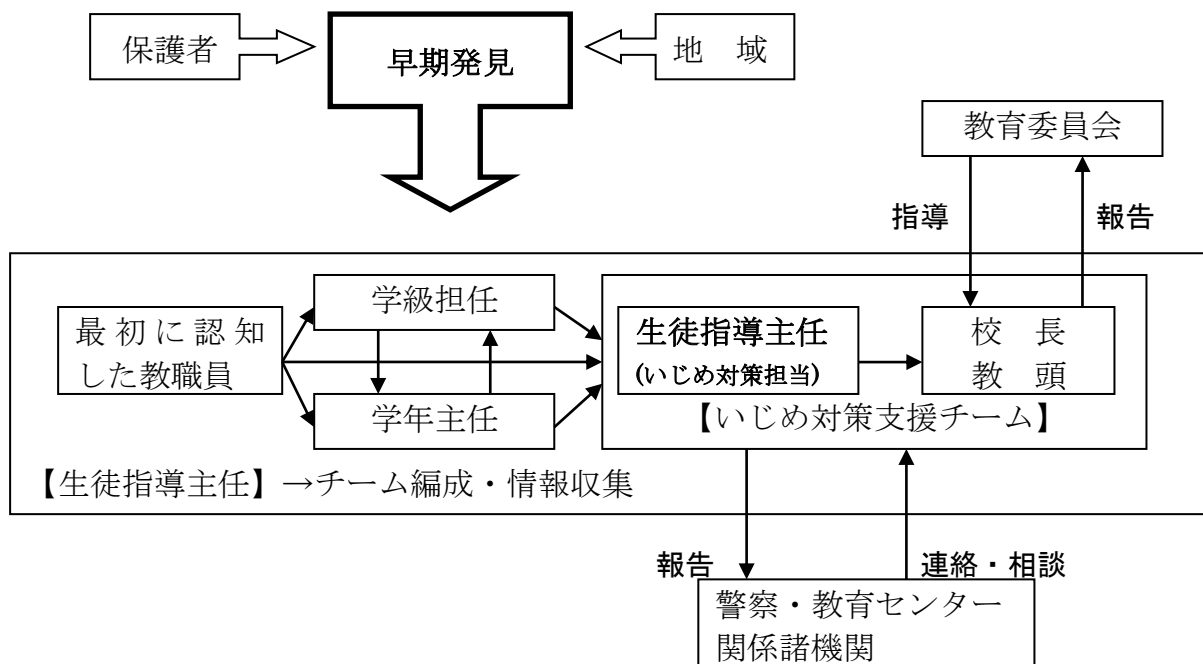 保護者
早期発見
地　域
教育委員会
指導
報告
最初に認知
した教職員
学級担任
学年主任
生徒指導主任
(いじめ対策担当)
校　長
教　頭
【いじめ対策支援チーム】
【生徒指導主任】→チーム編成・情報収集
報告
連絡・相談
警察・教育センター
関係諸機関